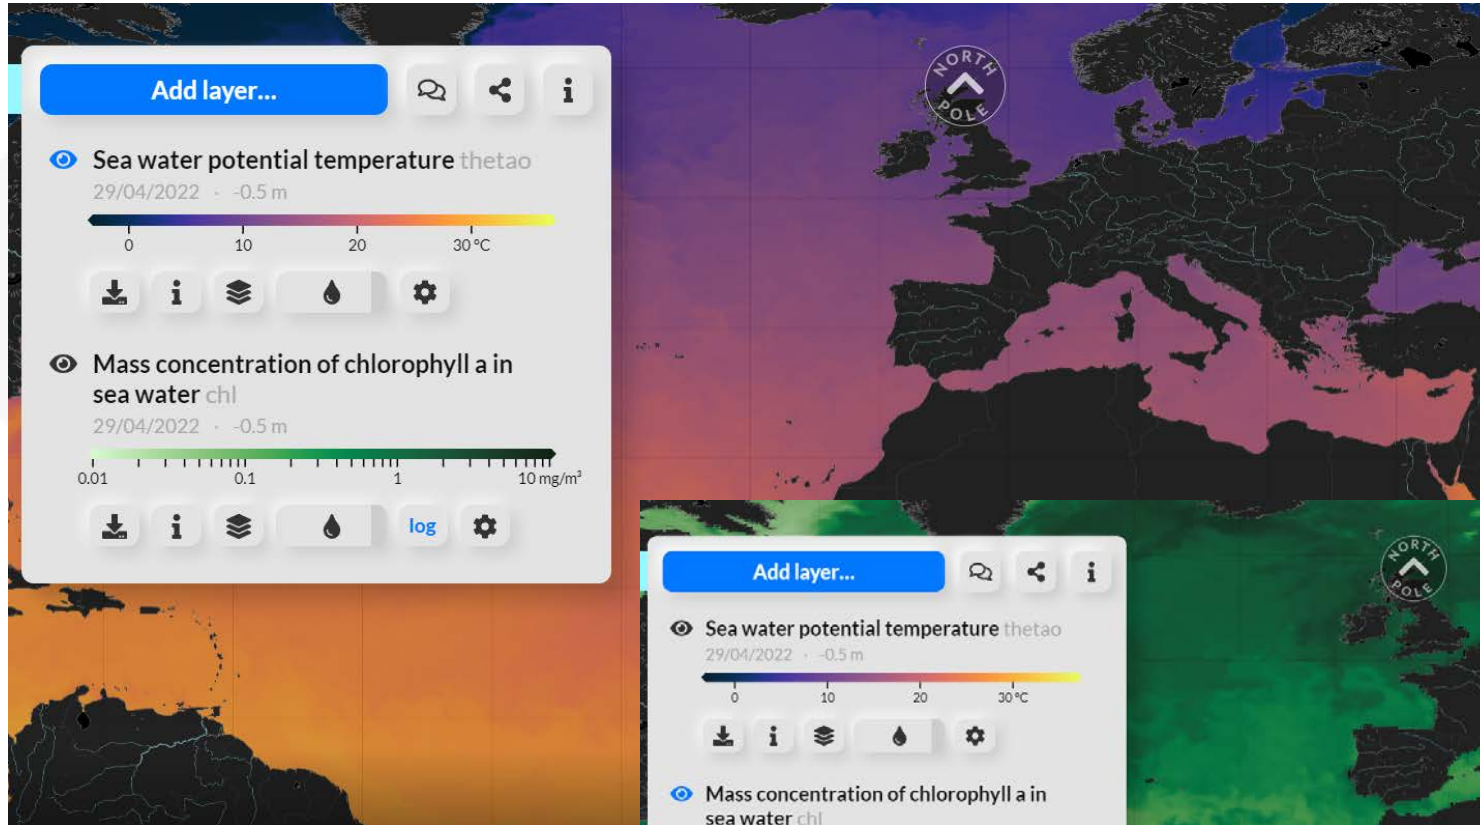 Add layer...
NORTH
POLE
Sea water potential temperature thetao
29/04/2022 · -0.5 m
0 10 20 30 °C
Mass concentration of chlorophyll a in
sea water chl
29/04/2022 · -0.5 m
0.01 0.1 1 10 mg/m³
log
Add layer...
NORTH
POLE
Sea water potential temperature thetao
29/04/2022 · -0.5 m
0 10 20 30 °C
Mass concentration of chlorophyll a in
sea water chl